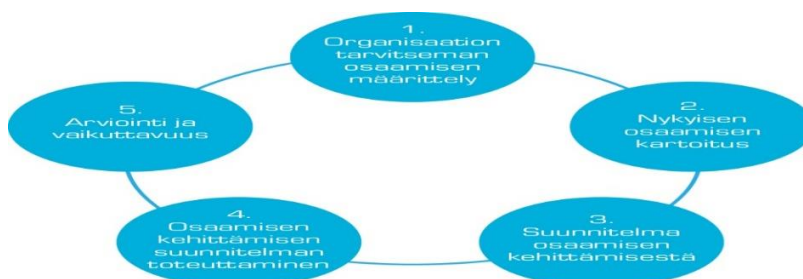 1.
Organisaation
tarvitseman
osaamisen
määrittely
2.
Nykyisen
osaamisen
kartoitus
3.
Suunnitelma
osaamisen
kehittämisestä
4.
Osaamisen
kehittämisen
suunnitelman
toteuttaminen
5.
Arviointi ja
vaikuttavuus